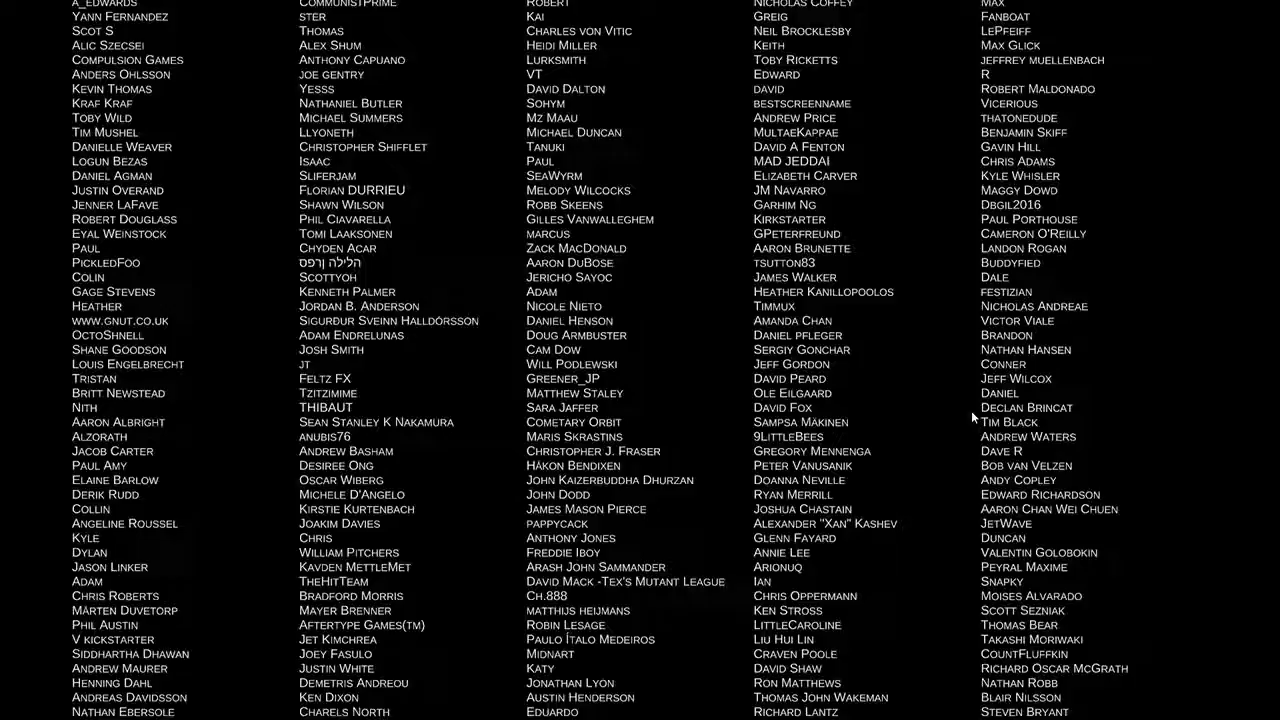 A_EDWARDS
Yann Fernandez
Scot S
Alic Szecsei
Compulsion Games
Anders Ohlsson
Kevin Thomas
Kraf Kraf
Toby Wild
Tim Mushel
Danielle Weaver
Logun Bezas
Daniel Agman
Justin Overand
Jenner LaFave
Robert Douglass
Eyal Weinstock
Paul
PickledFoo
Colin
Gage Stevens
Heather
www.gnut.co.uk
OctoShnell
Shane Goodson
Louis Engelbrecht
Tristan
Britt Newstead
Nith
Aaron Albright
Alzorath
Jacob Carter
Paul Amy
Elaine Barlow
Derik Rudd
Collin
Angeline Roussel
Kyle
Dylan
Jason Linker
Adam
Chris Roberts
Mårten Duvetorp
Phil Austin
V kickstarter
Siddhartha Dhawan
Andrew Maurer
Henning Dahl
Andreas Davidsson
Nathan Ebersole
CommunistPrime
ster
Thomas
Alex Shum
Anthony Capuano
joe gentry
Yesss
Nathaniel Butler
Michael Summers
Llyoneth
Christopher Shifflet
Isaac
Sliferjam
Florian DURRIEU
Shawn Wilson
Phil Ciavarella
Tomi Laaksonen
Chyden Acar
ספרן הלילה
Scottyoh
Kenneth Palmer
Jordan B. Anderson
Sigurður Sveinn Halldórsson
Adam Endrelunas
Josh Smith
jt
Feltz FX
Tzitzimime
THIBAUT
Sean Stanley K Nakamura
anubis76
Andrew Basham
Desiree Ong
Oscar Wiberg
Michele D'Angelo
Kirstie Kurtenbach
Joakim Davies
Chris
William Pitchers
Kavden MettleMet
TheHitTeam
Bradford Morris
Mayer Brenner
Aftertype Games(tm)
Jet Kimchrea
Joey Fasulo
Justin White
Demetris Andreou
Ken Dixon
Charels North
Robert
Kai
Charles von Vitic
Heidi Miller
Lurksmith
VT
David Dalton
Sohym
Mz Maau
Michael Duncan
Tanuki
Paul
SeaWyrm
Melody Wilcocks
Robb Skeens
Gilles Vanwalleghem
marcus
Zack MacDonald
Aaron DuBose
Jericho Sayoc
Adam
Nicole Nieto
Daniel Henson
Doug Armbuster
Cam Dow
Will Podlewski
Greener_JP
Matthew Staley
Sara Jaffer
Cometary Orbit
Maris Skrastins
Christopher J. Fraser
Håkon Bendixen
John Kaizerbuddha Dhurzan
John Dodd
James Mason Pierce
pappycack
Anthony Jones
Freddie Iboy
Arash John Sammander
David Mack -Tex's Mutant League
Ch.888
matthijs heijmans
Robin Lesage
Paulo Ítalo Medeiros
Midnart
Katy
Jonathan Lyon
Austin Henderson
Eduardo
Nicholas Coffey
Greig
Neil Brocklesby
Keith
Toby Ricketts
Edward
david
bestscreenname
Andrew Price
MultaeKappae
David A Fenton
MAD JEDDAI
Elizabeth Carver
JM Navarro
Garhim Ng
Kirkstarter
GPeterfreund
Aaron Brunette
tsutton83
James Walker
Heather Kanillopoolos
Timmux
Amanda Chan
Daniel pfleger
Sergiy Gonchar
Jeff Gordon
David Peard
Ole Eilgaard
David Fox
Sampsa Mäkinen
9LittleBees
Gregory Mennenga
Peter Vanusanik
Doanna Neville
Ryan Merrill
Joshua Chastain
Alexander "Xan" Kashev
Glenn Fayard
Annie Lee
Arionuq
Ian
Chris Oppermann
Ken Stross
LittleCaroline
Liu Hui Lin
Craven Poole
David Shaw
Ron Matthews
Thomas John Wakeman
Richard Lantz
Max
Fanboat
LePfeiff
Max Glick
jeffrey muellenbach
R
Robert Maldonado
Vicerious
thatonedude
Benjamin Skiff
Gavin Hill
Chris Adams
Kyle Whisler
Maggy Dowd
Dbgil2016
Paul Porthouse
Cameron O'Reilly
Landon Rogan
Buddyfied
Dale
festizian
Nicholas Andreae
Victor Viale
Brandon
Nathan Hansen
Conner
Jeff Wilcox
Daniel
Declan Brincat
Tim Black
Andrew Waters
Dave R
Bob van Velzen
Andy Copley
Edward Richardson
Aaron Chan Wei Chuen
JetWave
Duncan
Valentin Golobokin
Peyral Maxime
Snapky
Moises Alvarado
Scott Sezniak
Thomas Bear
Takashi Moriwaki
CountFluffkin
Richard Oscar McGrath
Nathan Robb
Blair Nilsson
Steven Bryant